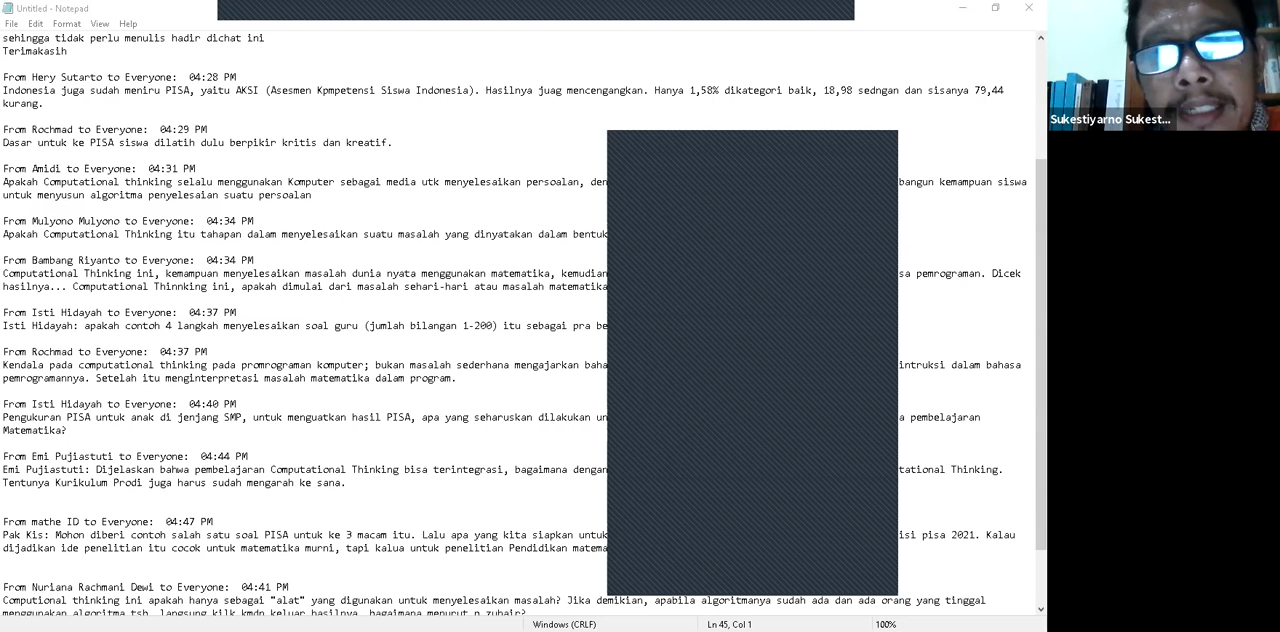 Untitled - Notepad
File Edit Format View Help
sehingga tidak perlu menulis hadir dichat ini
Terimakasih
From Hery Sutarto to Everyone: 04:28 PM
Indonesia juga sudah meniru PISA, yaitu AKSI (Asesmen Kpmpetensi Siswa Indonesia). Hasilnya juag mencengangkan. Hanya 1,58% dikategori baik, 18,98 sedngan dan sisanya 79,44
kurang.
From Rochmad to Everyone: 04:29 PM
Dasar untuk ke PISA siswa dilatih dulu berpikir kritis dan kreatif.
From Amidi to Everyone: 04:31 PM
Apakah Computational thinking selalu menggunakan Komputer sebagai media utk menyelesaikan persoalan, den bangun kemampuan siswa
untuk menyusun algoritma penyelesaian suatu persoalan
From Mulyono Mulyono to Everyone: 04:34 PM
Apakah Computational Thinking itu tahapan dalam menyelesaikan suatu masalah yang dinyatakan dalam bentuk
From Bambang Riyanto to Everyone: 04:34 PM
Computational Thinking ini, kemampuan menyelesaikan masalah dunia nyata menggunakan matematika, kemudian sa pemrograman. Dicek
hasilnya... Computational Thinnking ini, apakah dimulai dari masalah sehari-hari atau masalah matematika
From Isti Hidayah to Everyone: 04:37 PM
Isti Hidayah: apakah contoh 4 langkah menyelesaikan soal guru (jumlah bilangan 1-200) itu sebagai pra be
From Rochmad to Everyone: 04:37 PM
Kendala pada computational thinking pada promrograman komputer; bukan masalah sederhana mengajarkan baha intruksi dalam bahasa
pemrogramannya. Setelah itu menginterpretasi masalah matematika dalam program.
From Isti Hidayah to Everyone: 04:40 PM
Pengukuran PISA untuk anak di jenjang SMP, untuk menguatkan hasil PISA, apa yang seharuskan dilakukan un a pembelajaran
Matematika?
From Emi Pujiastuti to Everyone: 04:44 PM
Emi Pujiastuti: Dijelaskan bahwa pembelajaran Computational Thinking bisa terintegrasi, bagaimana dengan tational Thinking.
Tentunya Kurikulum Prodi juga harus sudah mengarah ke sana.
From mathe ID to Everyone: 04:47 PM
Pak Kis: Mohon diberi contoh salah satu soal PISA untuk ke 3 macam itu. Lalu apa yang kita siapkan untuk isi pisa 2021. Kalau
dijadikan ide penelitian itu cocok untuk matematika murni, tapi kalua untuk penelitian Pendidikan matema
From Nuriana Rachmani Dewi to Everyone: 04:41 PM
Computional thinking ini apakah hanya sebagai "alat" yang digunakan untuk menyelesaikan masalah? Jika demikian, apabila algoritmanya sudah ada dan ada orang yang tinggal
menggunakan algoritma tsb, langsung kilk kmdn keluar hasilnya, bagaimana menurut p zuhair?
Windows (CRLF) Ln 45, Col 1 100%
Sukestiyarno Sukest...